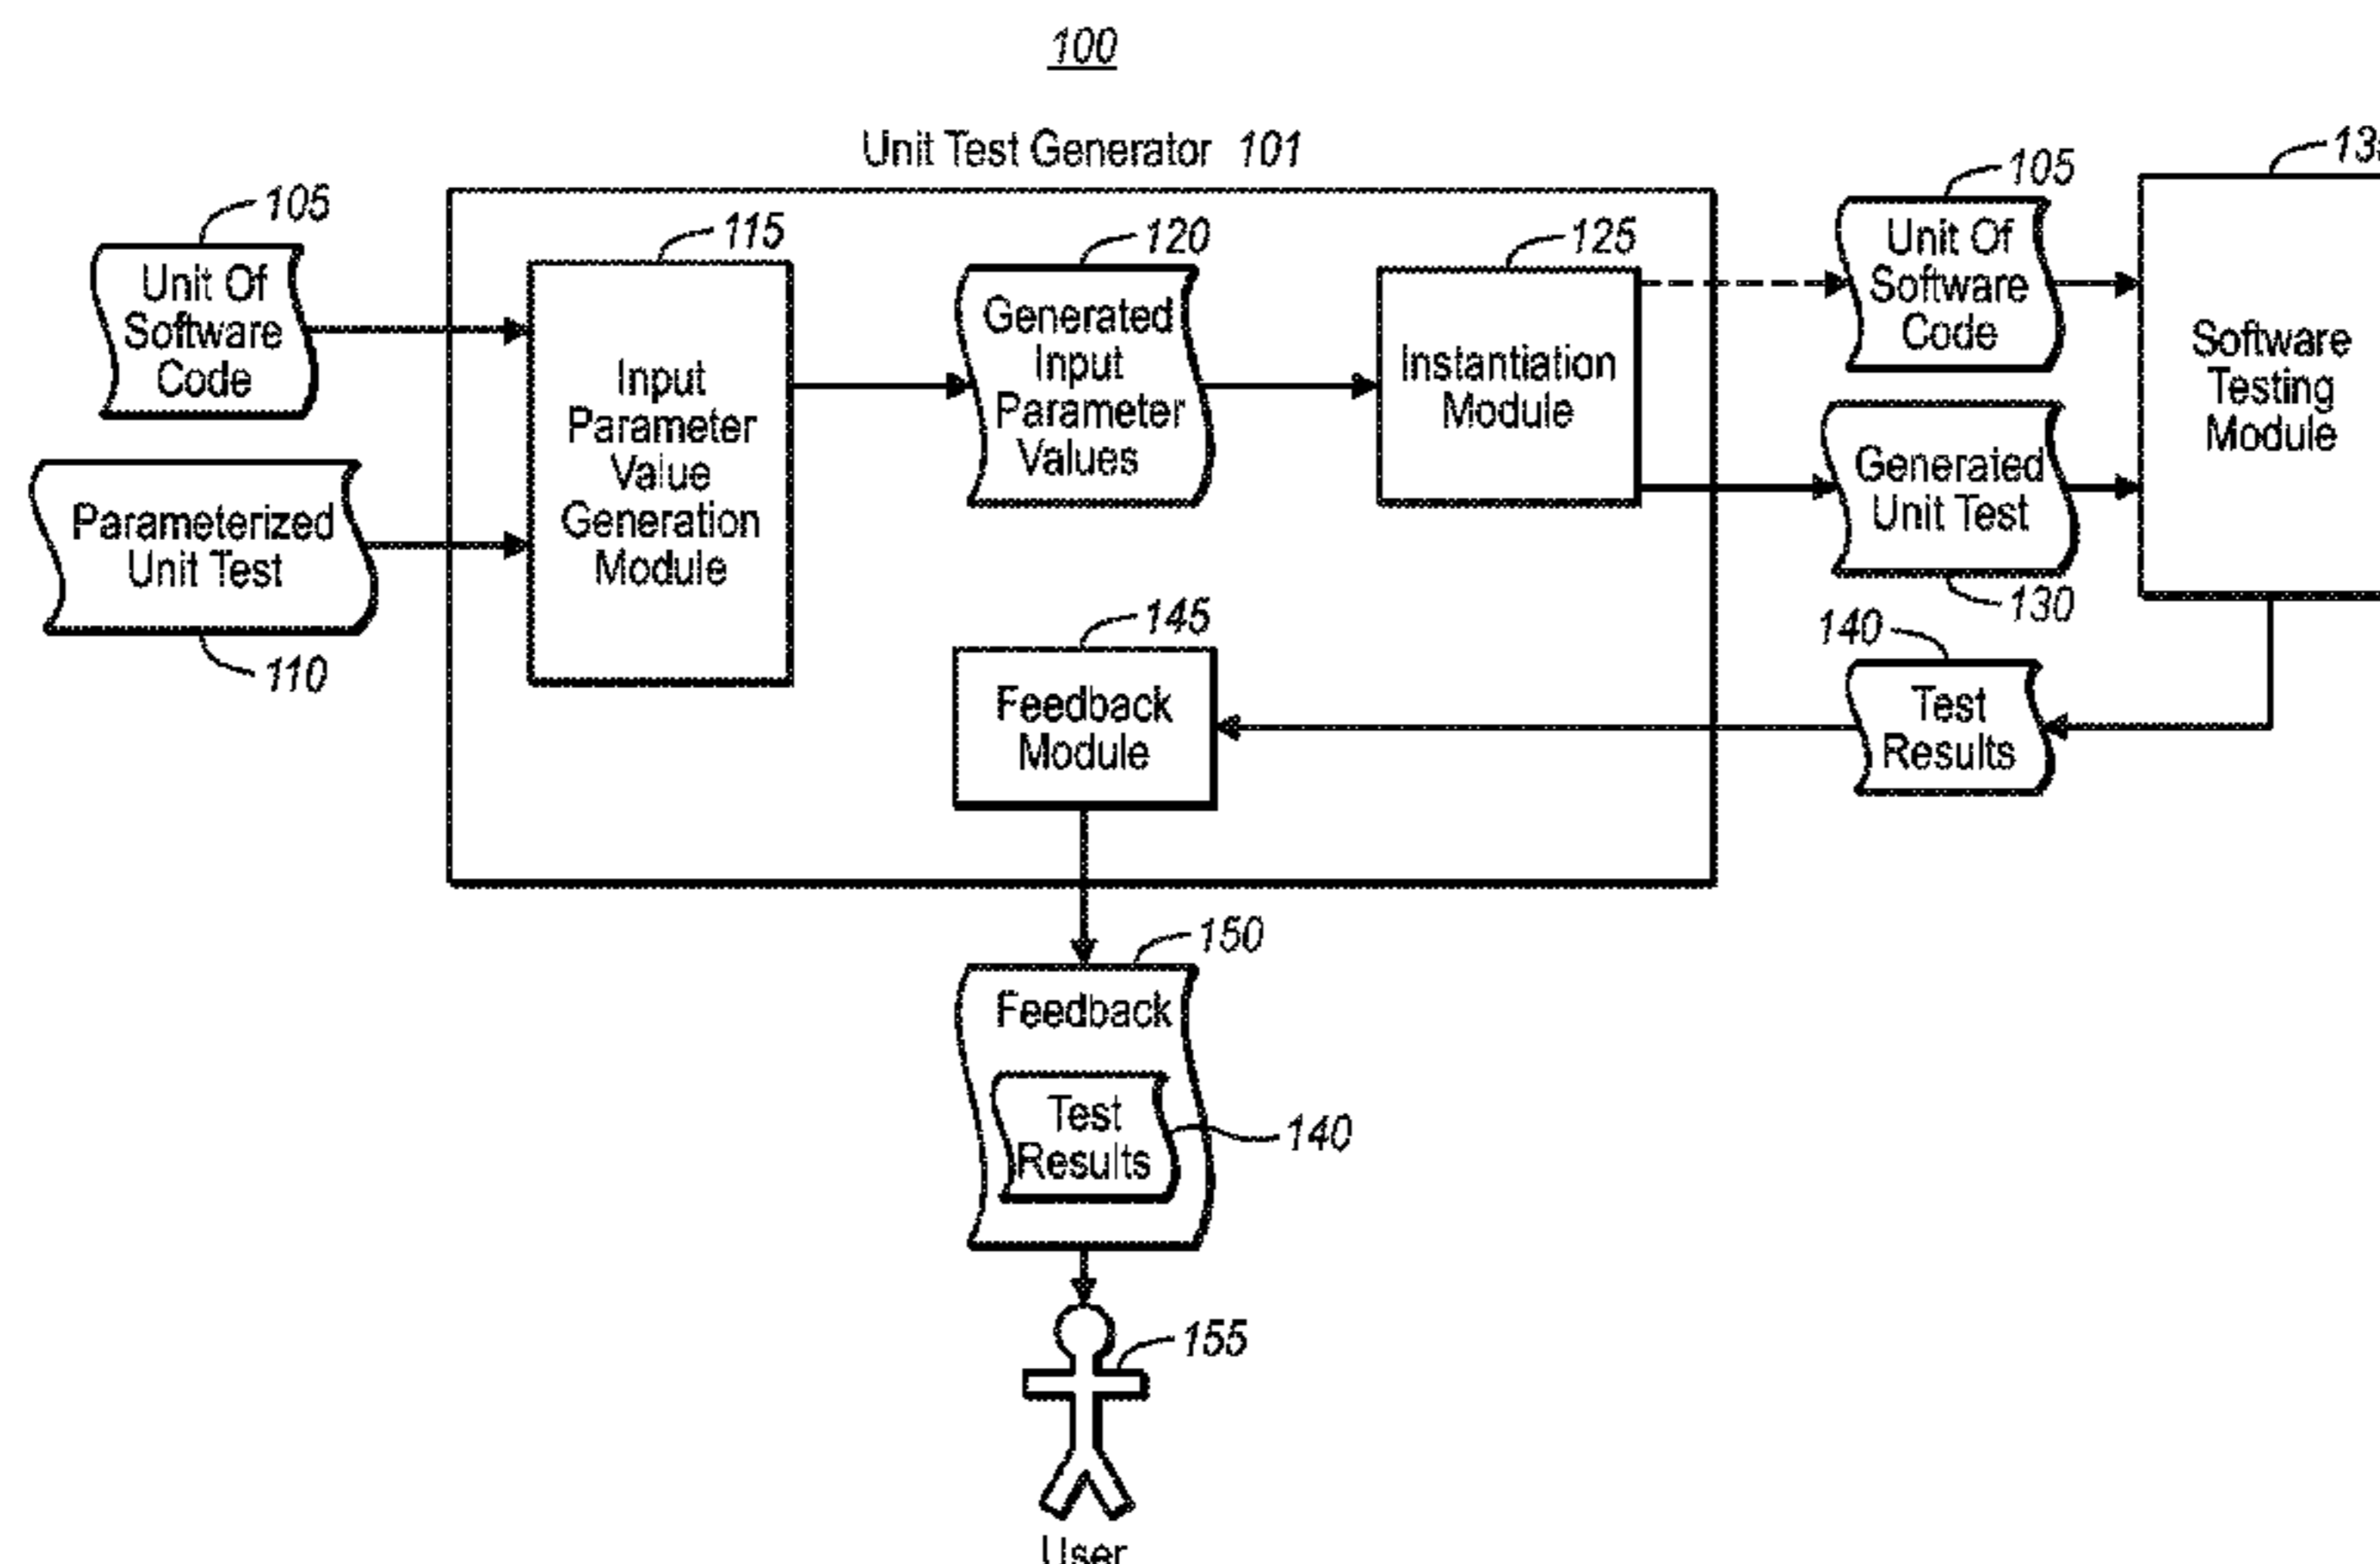 100
Unit Test Generator 101
105
Unit Of
Software
Code
Parameterized
Unit Test
110
115
Input
Parameter
Value
Generation
Module
120
Generated
Input
Parameter
Values
125
Instantiation
Module
105
Unit Of
Software
Code
Generated
Unit Test
130
Software
Testing
Module
140
Test
Results
145
Feedback
Module
150
Feedback
Test
Results
140
155
User